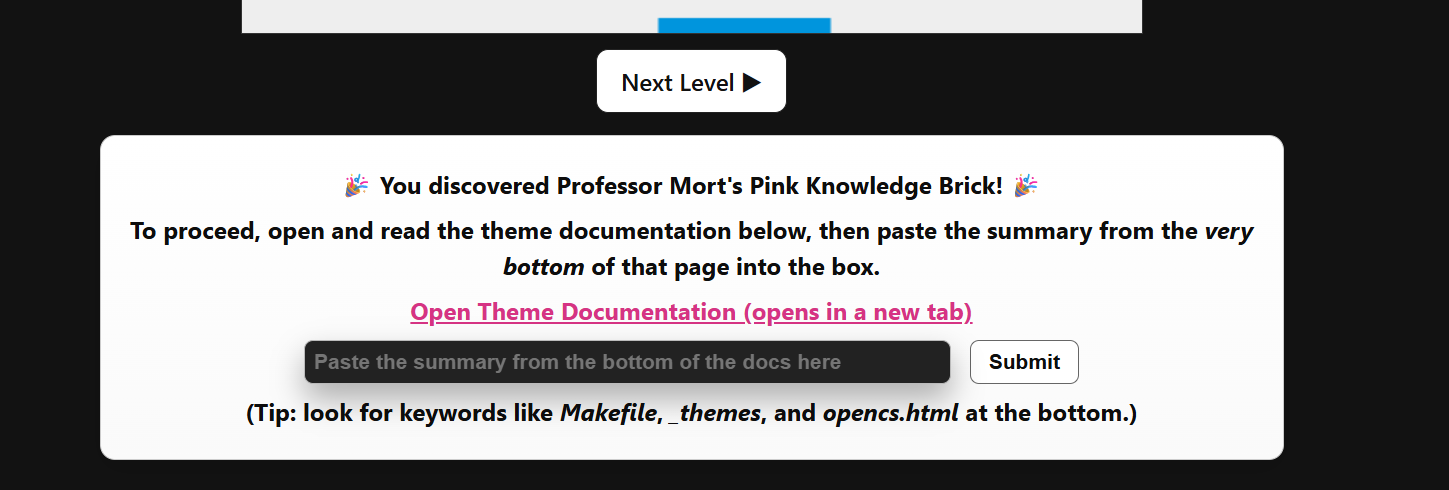 Next Level ▶
🎉 You discovered Professor Mort's Pink Knowledge Brick! 🎉
To proceed, open and read the theme documentation below, then paste the summary from the very
bottom of that page into the box.
Open Theme Documentation (opens in a new tab)
Paste the summary from the bottom of the docs here
Submit
(Tip: look for keywords like Makefile, _themes, and opencs.html at the bottom.)